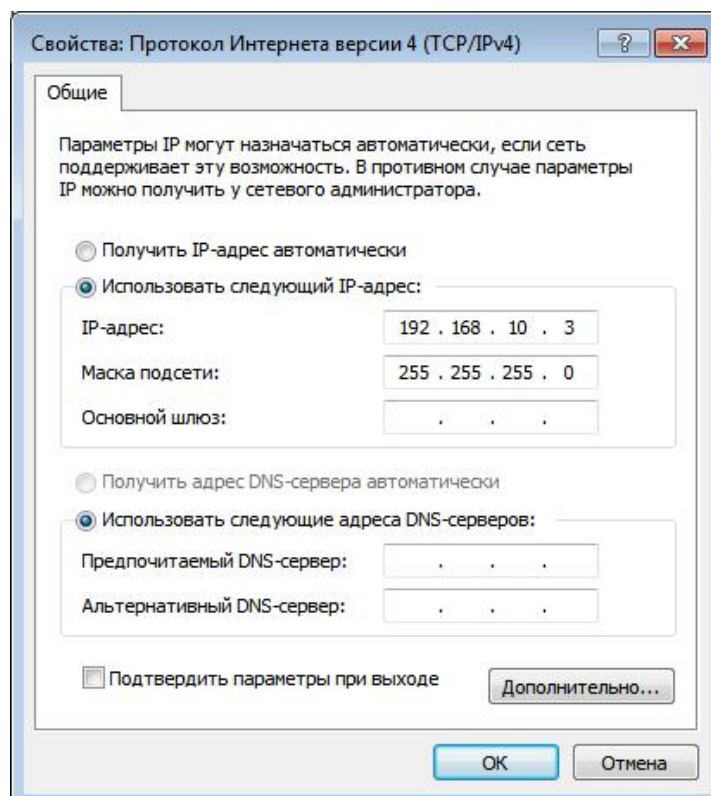 Свойства: Протокол Интернета версии 4 (TCP/IPv4)
Общие
Параметры IP могут назначаться автоматически, если сеть
поддерживает эту возможность. В противном случае параметры
IP можно получить у сетевого администратора.
Получить IP-адрес автоматически
Использовать следующий IP-адрес:
IP-адрес: 192 . 168 . 10 . 3
Маска подсети: 255 . 255 . 255 . 0
Основной шлюз: . . .
Получить адрес DNS-сервера автоматически
Использовать следующие адреса DNS-серверов:
Предпочитаемый DNS-сервер: . . .
Альтернативный DNS-сервер: . . .
Подтвердить параметры при выходе
Дополнительно...
ОК Отмена